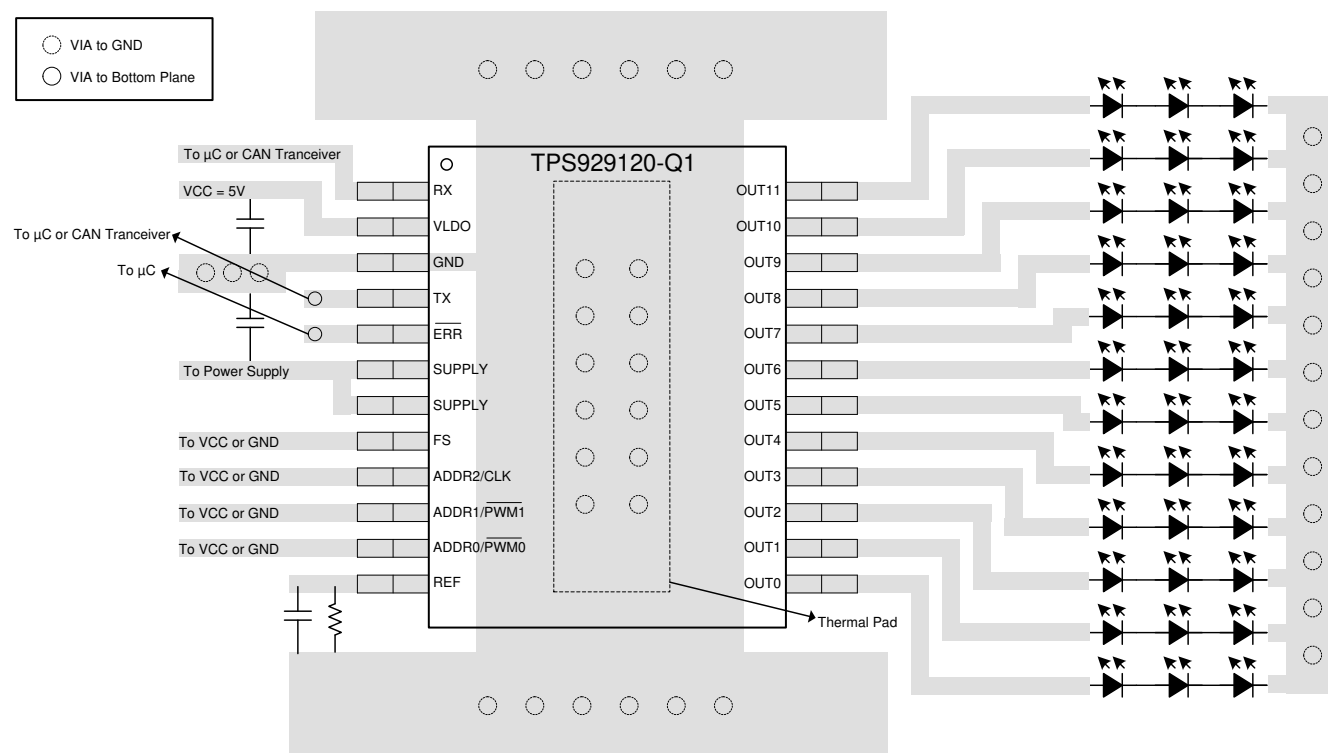 VIA to GND
VIA to Bottom Plane
To µC or CAN Tranceiver
VCC = 5V
To µC or CAN Tranceiver
To µC
To Power Supply
To VCC or GND
To VCC or GND
To VCC or GND
To VCC or GND
TPS929120-Q1
RX
VLDO
GND
TX
ERR
SUPPLY
SUPPLY
FS
ADDR2/CLK
ADDR1/PWM1
ADDR0/PWM0
REF
OUT11
OUT10
OUT9
OUT8
OUT7
OUT6
OUT5
OUT4
OUT3
OUT2
OUT1
OUT0
Thermal Pad